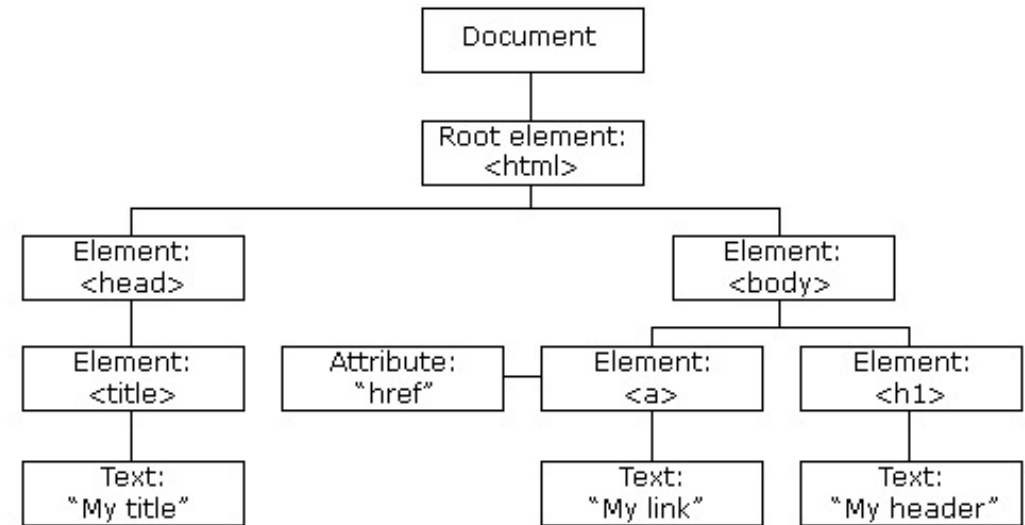 Document
Root element:
<html>
Element:
<head>
Element:
<body>
Element:
<title>
Attribute:
“href”
Element:
<a>
Element:
<h1>
Text:
“My title”
Text:
“My link”
Text:
“My header”